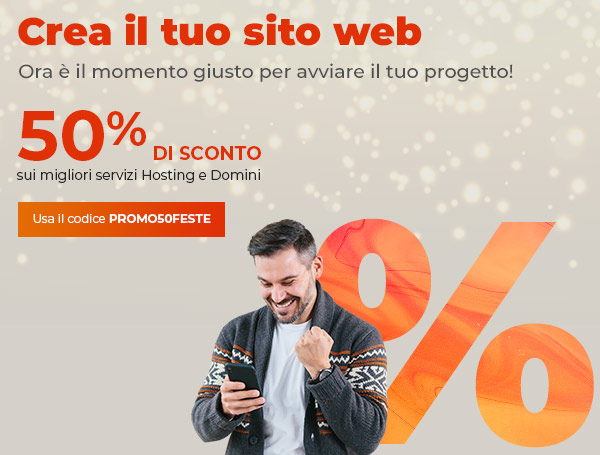 Crea il tuo sito web
Ora è il momento giusto per avviare il tuo progetto!
50% DI SCONTO
sui migliori servizi Hosting e Domini
Usa il codice PROMO50FESTE
%